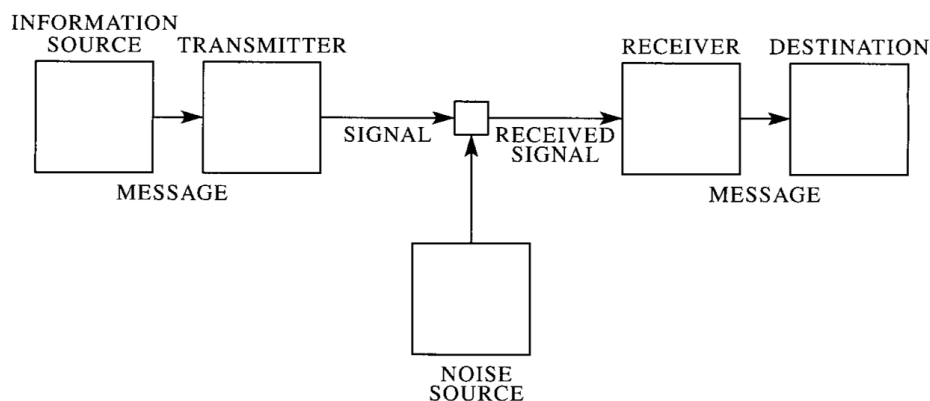 INFORMATION
SOURCE
TRANSMITTER
RECEIVER
DESTINATION
SIGNAL
RECEIVED
SIGNAL
MESSAGE
MESSAGE
NOISE
SOURCE